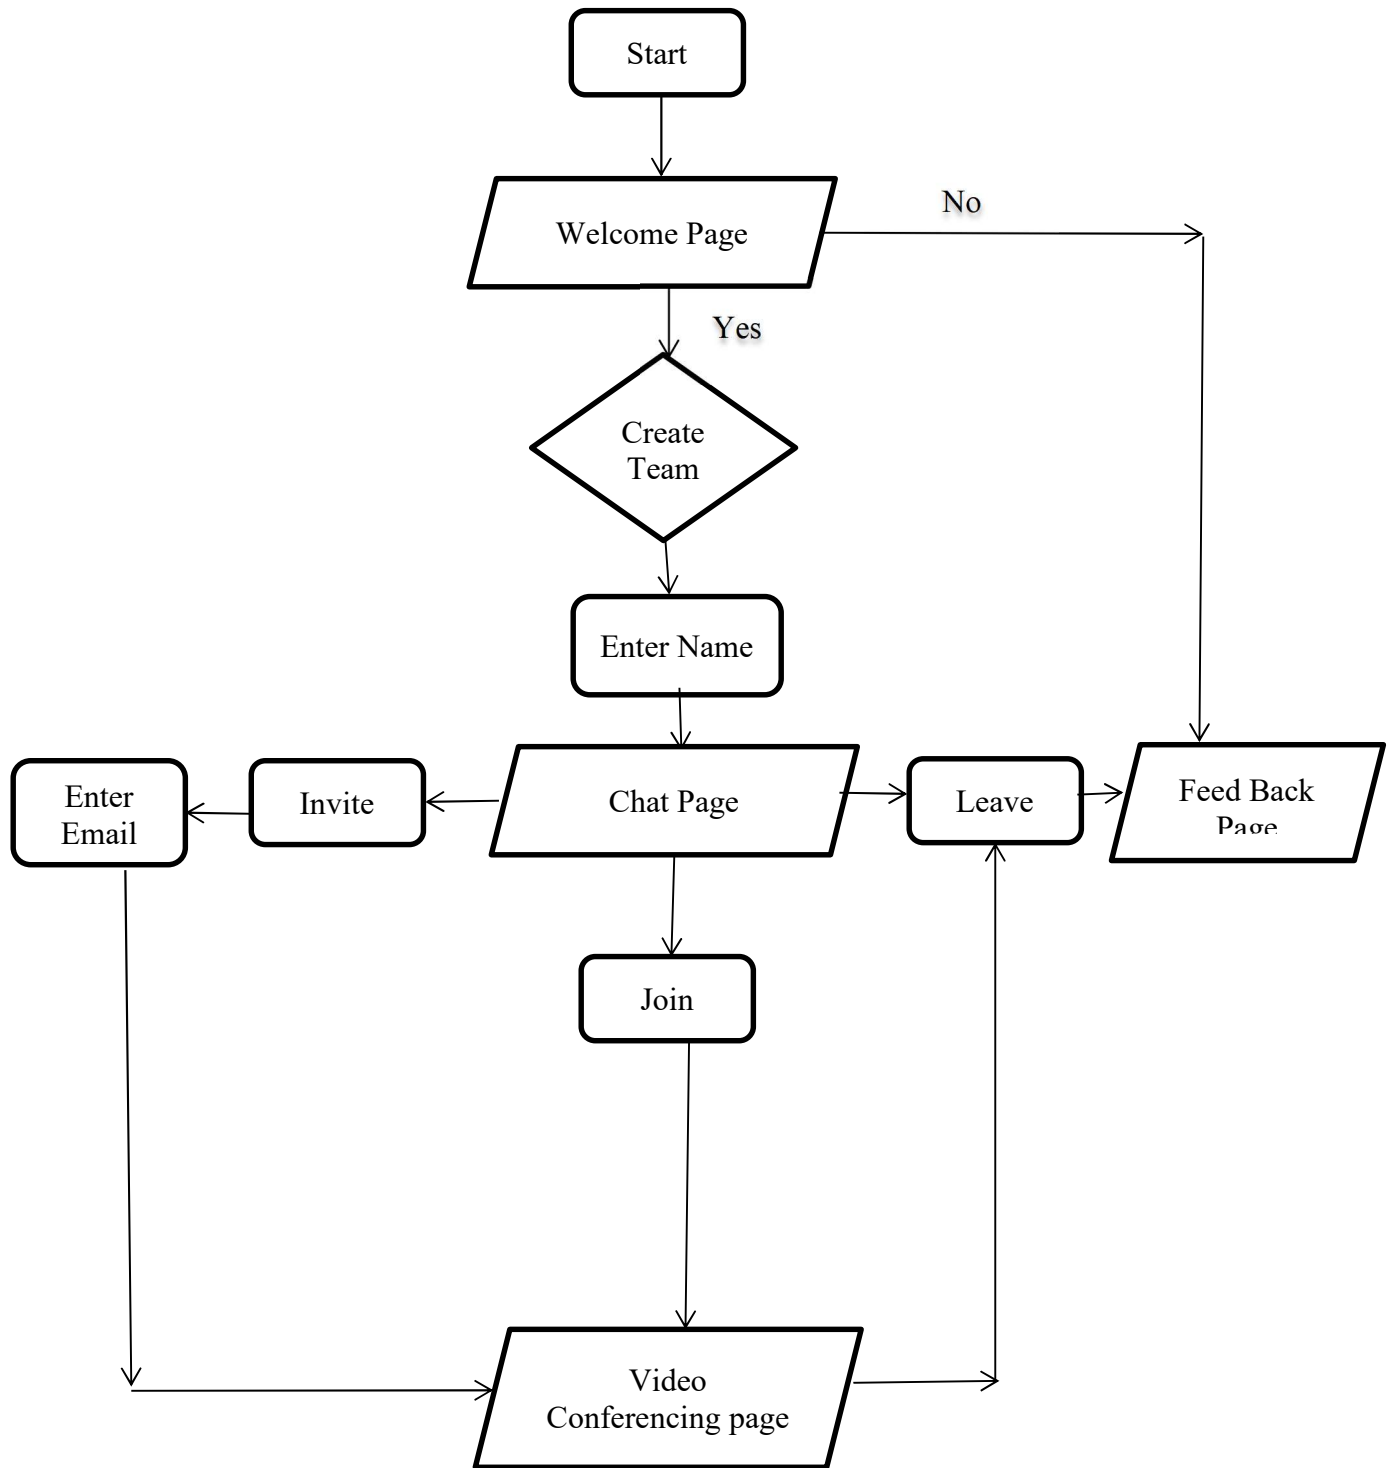 Start
Welcome Page
No
Yes
Create
Team
Enter Name
Enter
Email
Invite
Chat Page
Leave
Feed Back
Page
Join
Video
Conferencing page